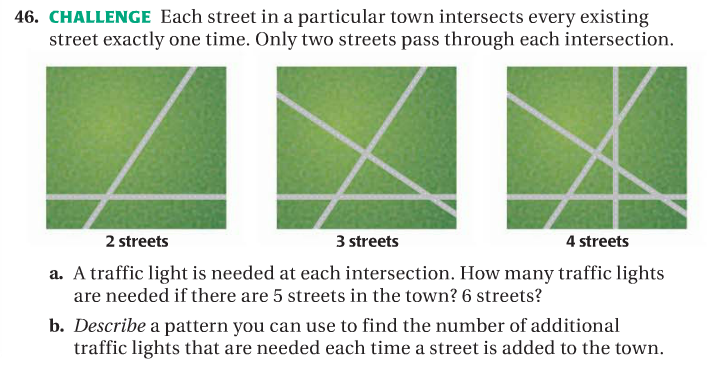 46. CHALLENGE Each street in a particular town intersects every existing
street exactly one time. Only two streets pass through each intersection.
2 streets
3 streets
4 streets
a. A traffic light is needed at each intersection. How many traffic lights
are needed if there are 5 streets in the town? 6 streets?
b. Describe a pattern you can use to find the number of additional
traffic lights that are needed each time a street is added to the town.